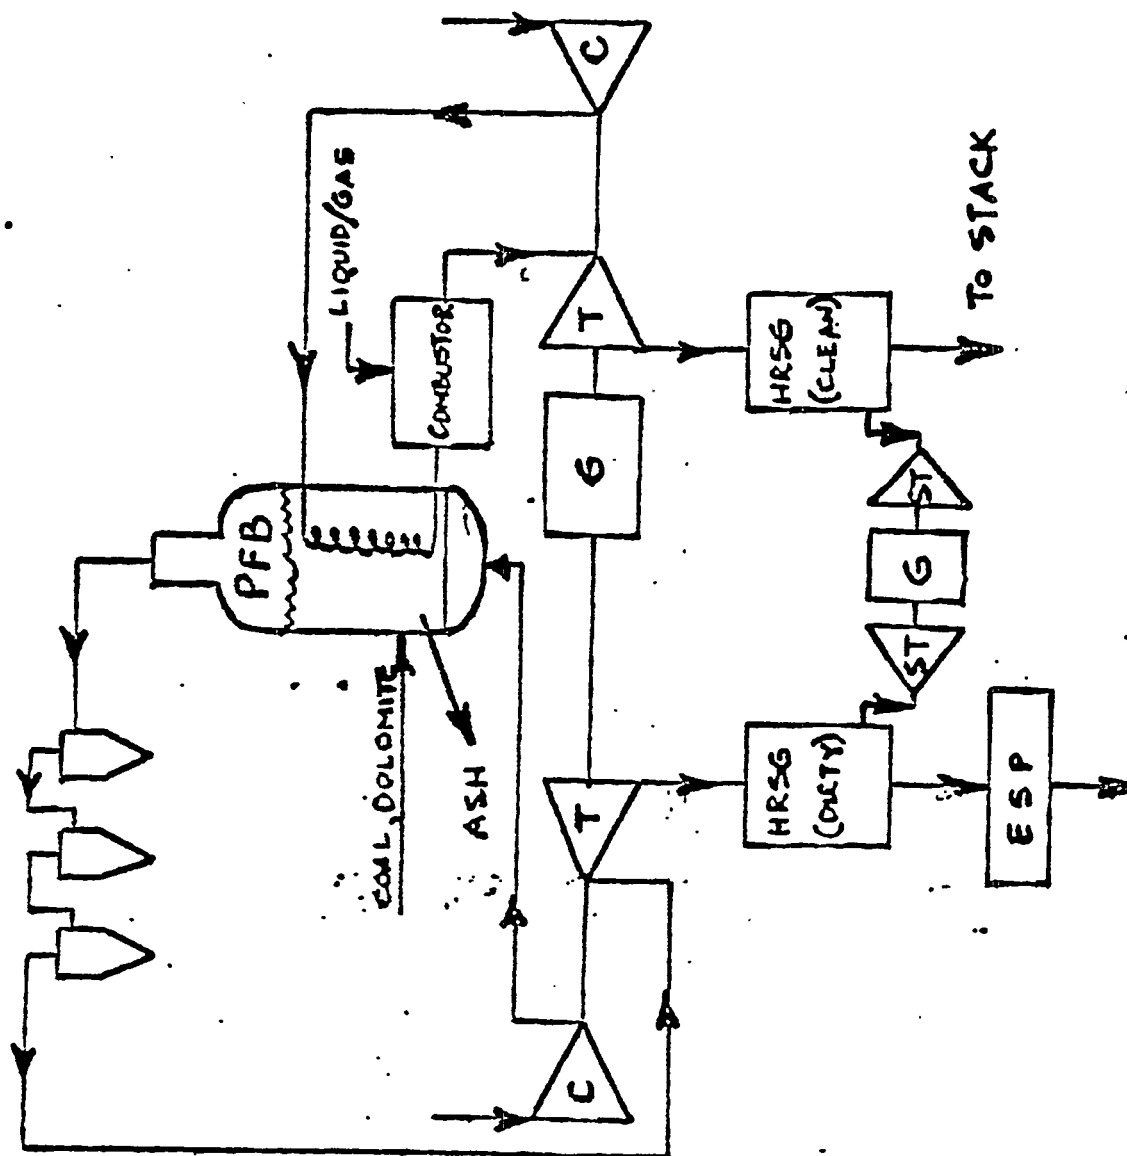 C
LIQUID/GAS
COMBUSTOR
PFB
COAL, DOLOMITE
ASH
T
G
T
C
HRSG
(CLEAN)
TO STACK
ST
G
ST
HRSG
(DIRTY)
ESP